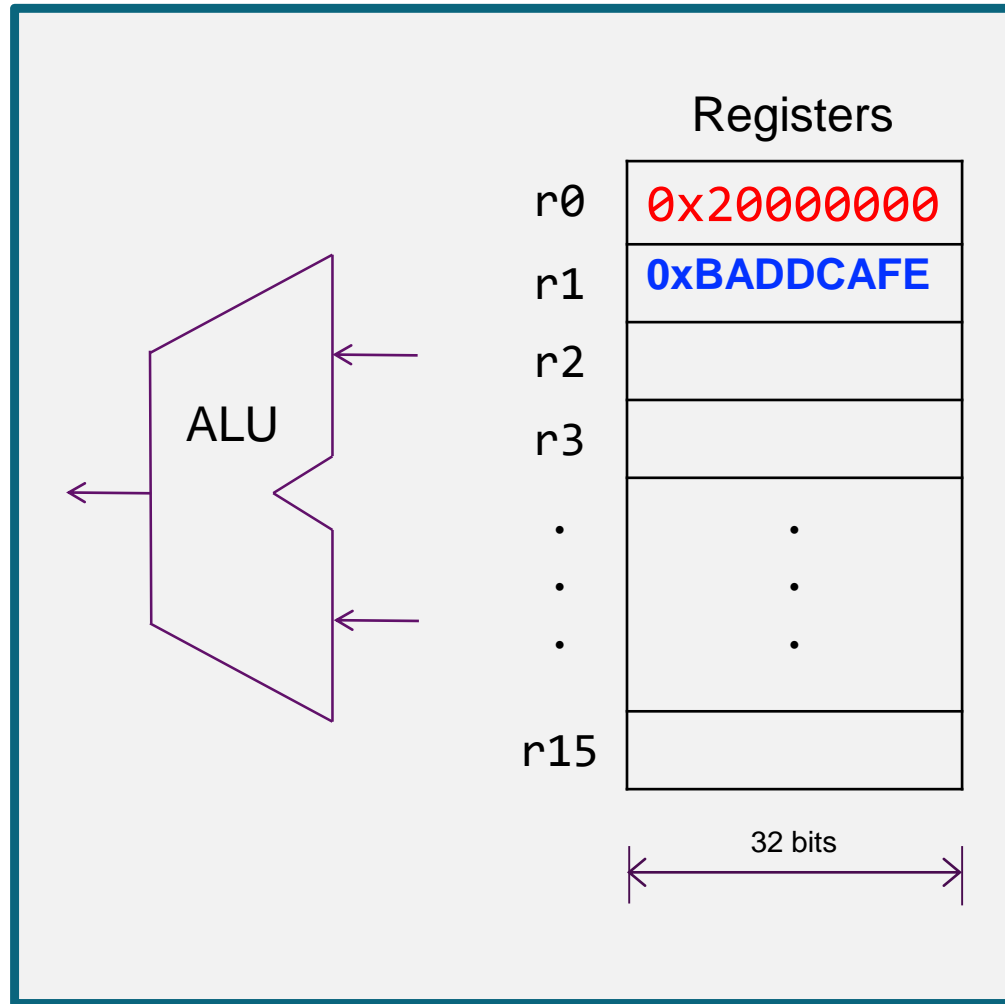 Registers
r0 0x20000000
r1 0xBADDCAFE
r2
ALU
r3
.
.
.
.
.
.
r15
32 bits